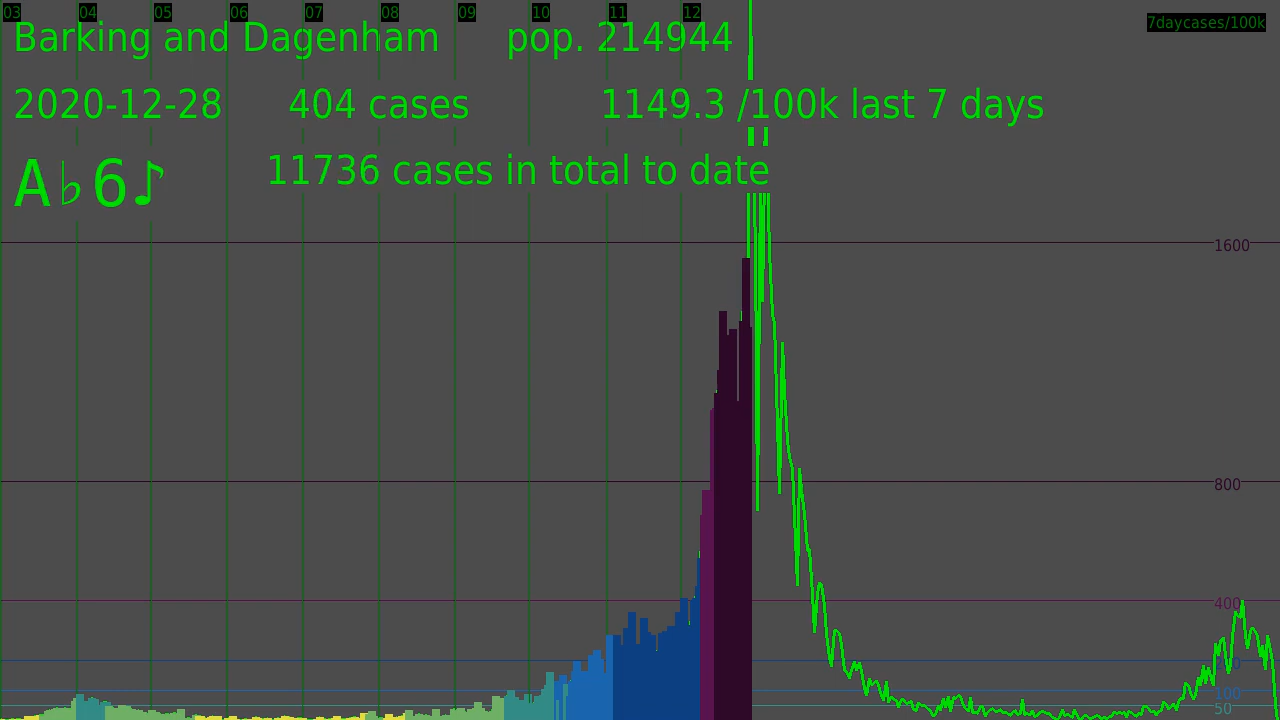 03 04 05 06 07 08 09 10 11 12
7daycases/100k
Barking and Dagenham pop. 214944
2020-12-28 404 cases 1149.3 /100k last 7 days
A♭6♪ 11736 cases in total to date
1600
800
400
200
100
50